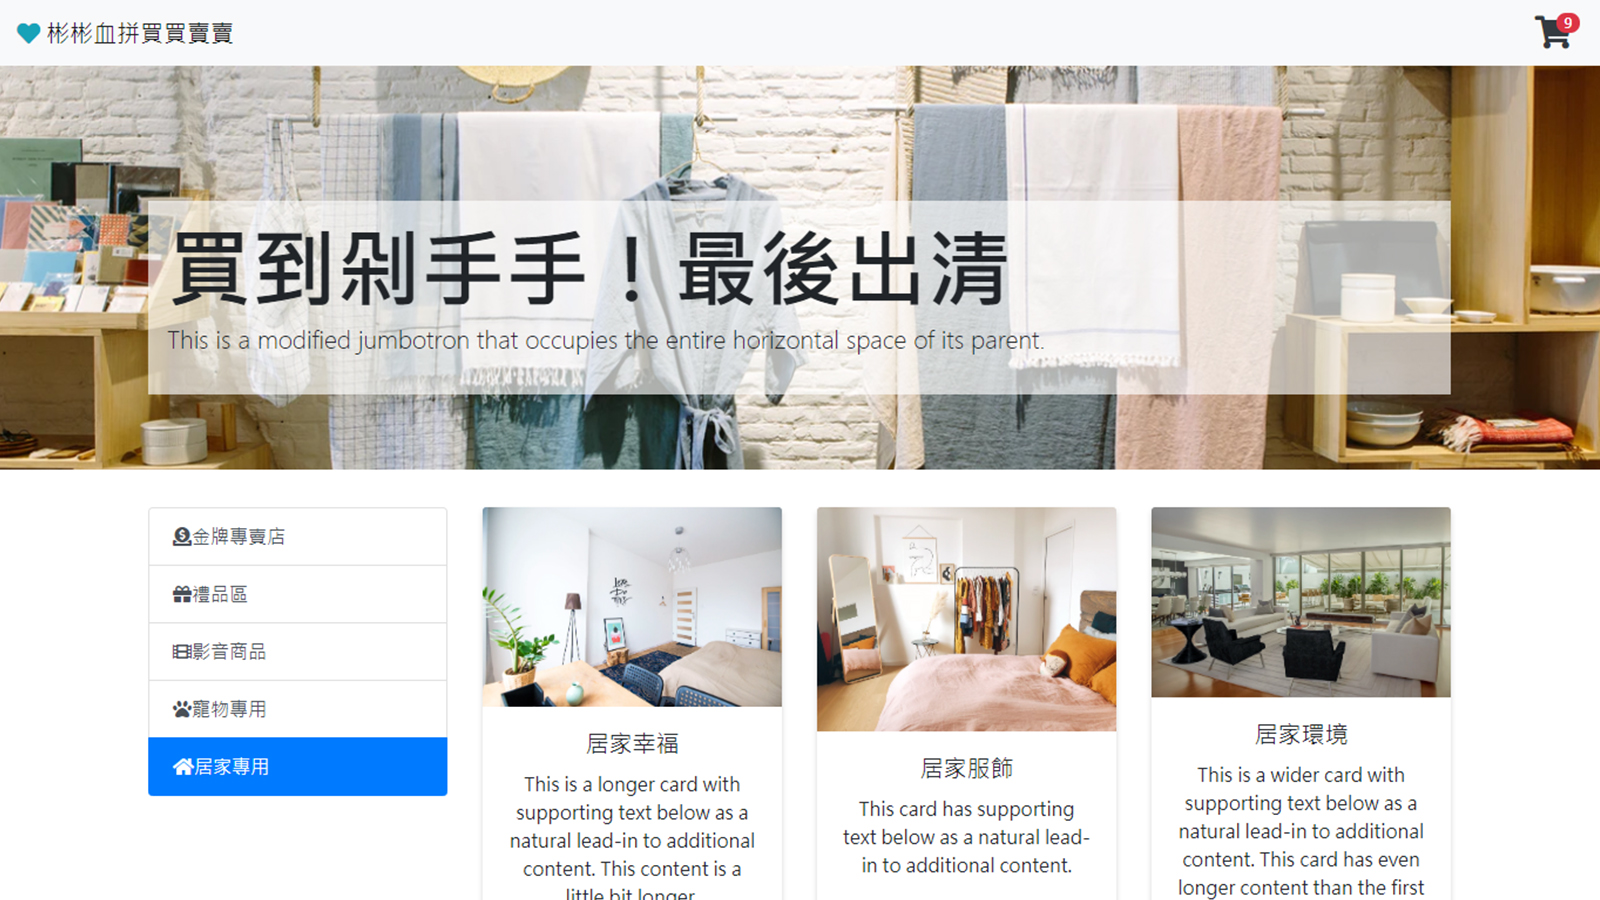 彬彬血拼買買賣賣
9
買到剁手手！最後出清
This is a modified jumbotron that occupies the entire horizontal space of its parent.
金牌專賣店
禮品區
影音商品
寵物專用
居家專用
居家幸福
This is a longer card with
supporting text below as a
natural lead-in to additional
content. This content is a
little bit longer.
居家服飾
This card has supporting
text below as a natural lead-
in to additional content.
居家環境
This is a wider card with
supporting text below as a
natural lead-in to additional
content. This card has even
longer content than the first